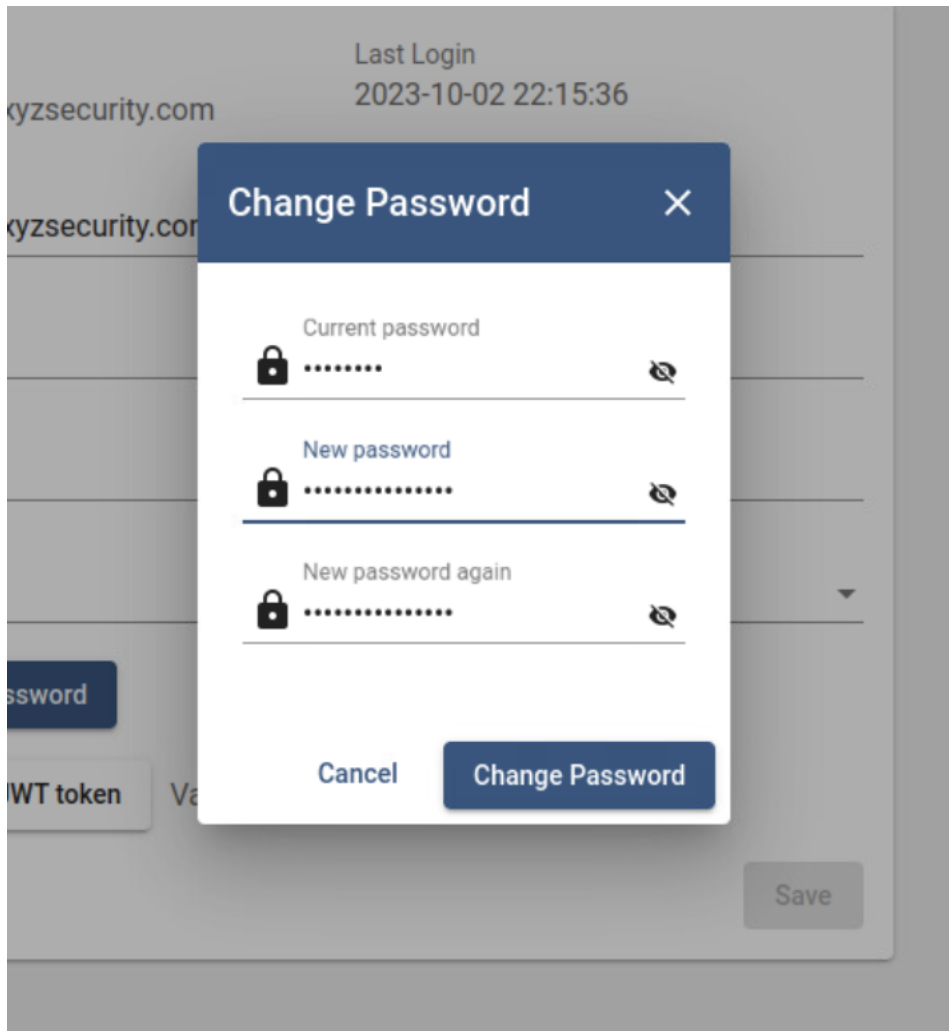 Last Login
2023-10-02 22:15:36
xyzsecurity.com
Change Password
xyzsecurity.com
Current password
••••••••
New password
•••••••••••••••
New password again
•••••••••••••••
ssword
Cancel
Change Password
JWT token
Va
Save